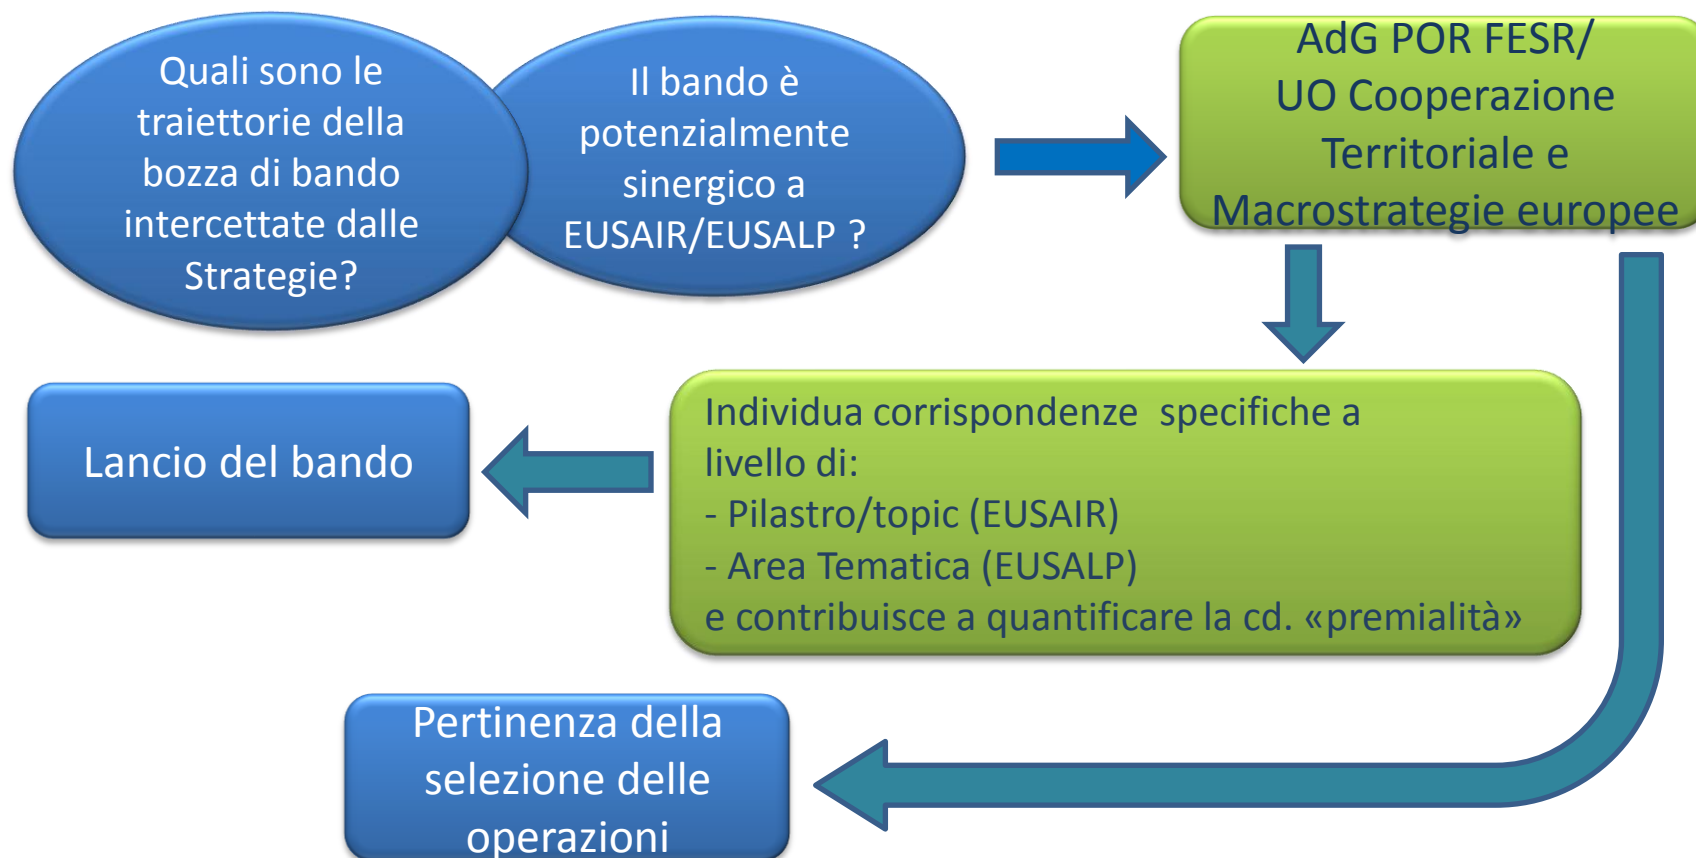 Quali sono le
traiettorie della
bozza di bando
intercettate dalle
Strategie?
Il bando è
potenzialmente
sinergico a
EUSAIR/EUSALP ?
AdG POR FESR/
UO Cooperazione
Territoriale e
Macrostrategie europee
Lancio del bando
Individua corrispondenze  specifiche a
livello di:
- Pilastro/topic (EUSAIR)
- Area Tematica (EUSALP)
e contribuisce a quantificare la cd. «premialità»
Pertinenza della
selezione delle
operazioni